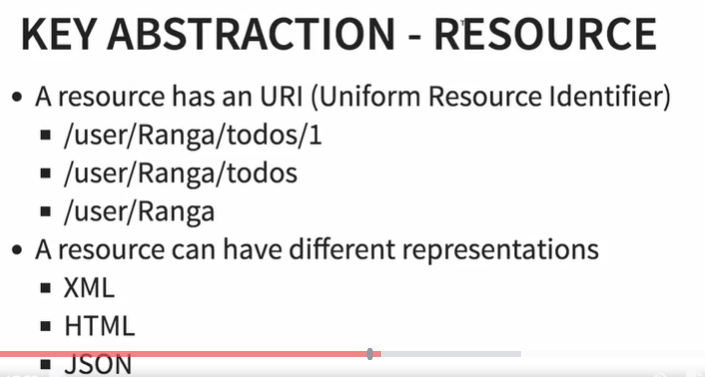 KEY ABSTRACTION - RESOURCE
• A resource has an URI (Uniform Resource Identifier)
▪ /user/Ranga/todos/1
▪ /user/Ranga/todos
▪ /user/Ranga
• A resource can have different representations
▪ XML
▪ HTML
▪ JSON